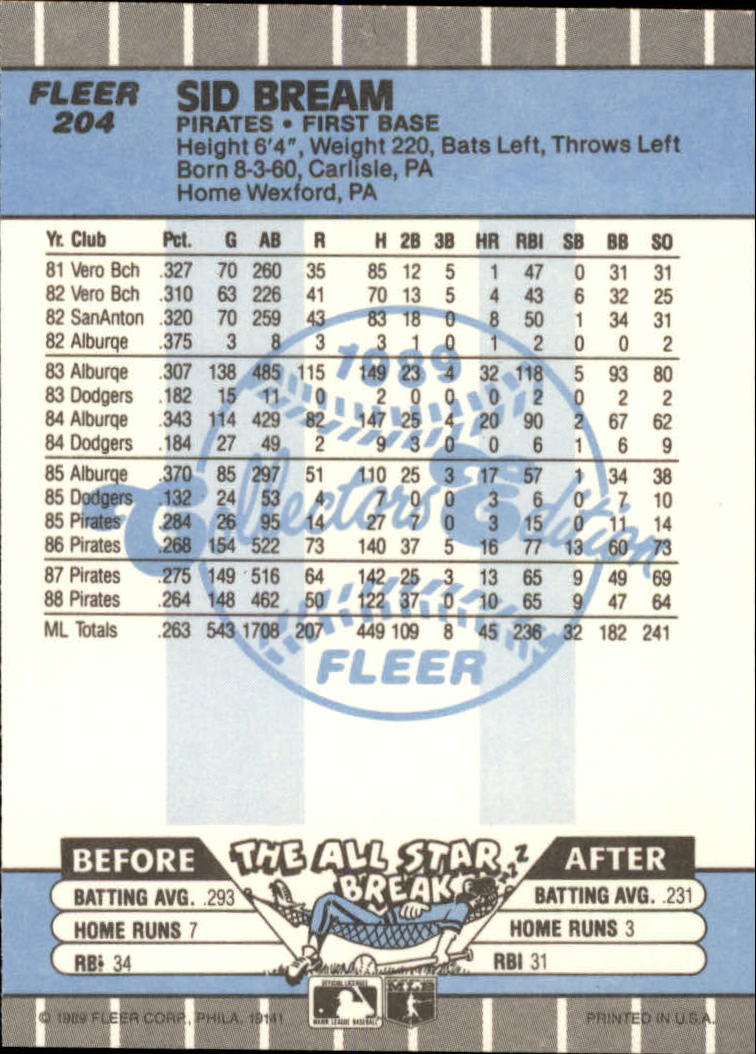 FLEER
204
SID BREAM
PIRATES • FIRST BASE
Height 6'4", Weight 220, Bats Left, Throws Left
Born 8-3-60, Carlisle, PA
Home Wexford, PA
Yr. Club Pct. G AB R H 2B 3B HR RBI SB BB SO
81 Vero Bch .327 70 260 35 85 12 5 1 47 0 31 31
82 Vero Bch .310 63 226 41 70 13 5 4 43 6 32 25
82 SanAnton .320 70 259 43 83 18 0 8 50 1 34 31
82 Alburqe .375 3 8 3 3 1 0 1 2 0 0 2
83 Alburqe .307 138 485 115 149 23 4 32 118 5 93 80
83 Dodgers .182 15 11 0 2 0 0 0 2 0 2 2
84 Alburqe .343 114 429 82 147 25 4 20 90 2 67 62
84 Dodgers .184 27 49 2 9 3 0 0 6 1 6 9
85 Alburqe .370 85 297 51 110 25 3 17 57 1 34 38
85 Dodgers .132 24 53 4 7 0 0 3 6 0 7 10
85 Pirates .284 26 95 14 27 7 0 3 15 0 11 14
86 Pirates .268 154 522 73 140 37 5 16 77 13 60 73
87 Pirates .275 149 516 64 142 25 3 13 65 9 49 69
88 Pirates .264 148 462 50 122 37 0 10 65 9 47 64
ML Totals .263 543 1708 207 449 109 8 45 236 32 182 241
1989
Collectors Edition
FLEER
BEFORE THE ALL STAR BREAK AFTER
ZZZ
BATTING AVG. .293 BATTING AVG. .231
HOME RUNS 7 HOME RUNS 3
RBI 34 RBI 31
OFFICIAL LICENSEE
MAJOR LEAGUE BASEBALL
MLB
© 1989 FLEER CORP., PHILA. 19141 PRINTED IN U.S.A.